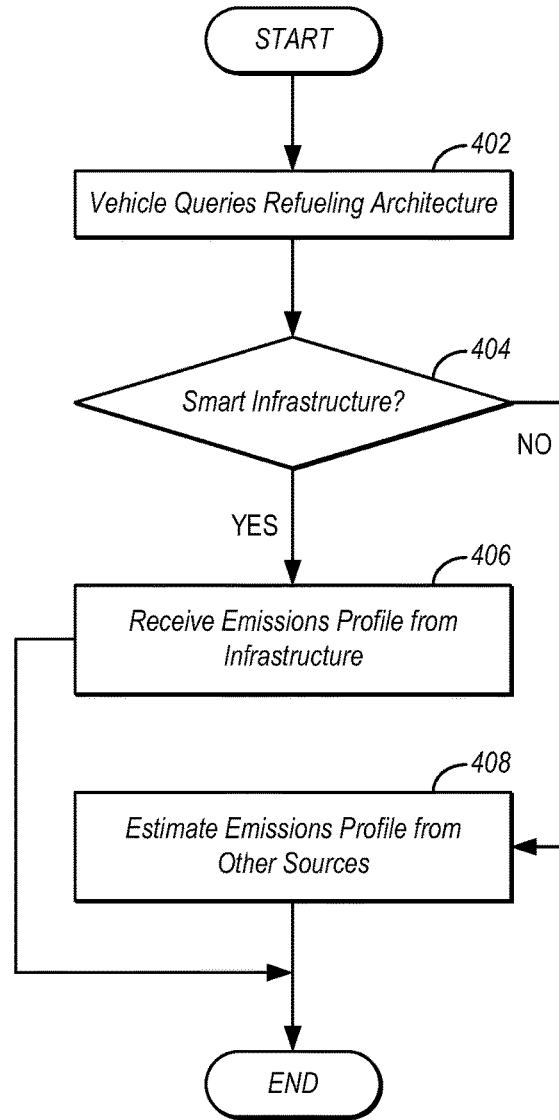 START
402
Vehicle Queries Refueling Architecture
404
Smart Infrastructure?
NO
YES
406
Receive Emissions Profile from
Infrastructure
408
Estimate Emissions Profile from
Other Sources
END